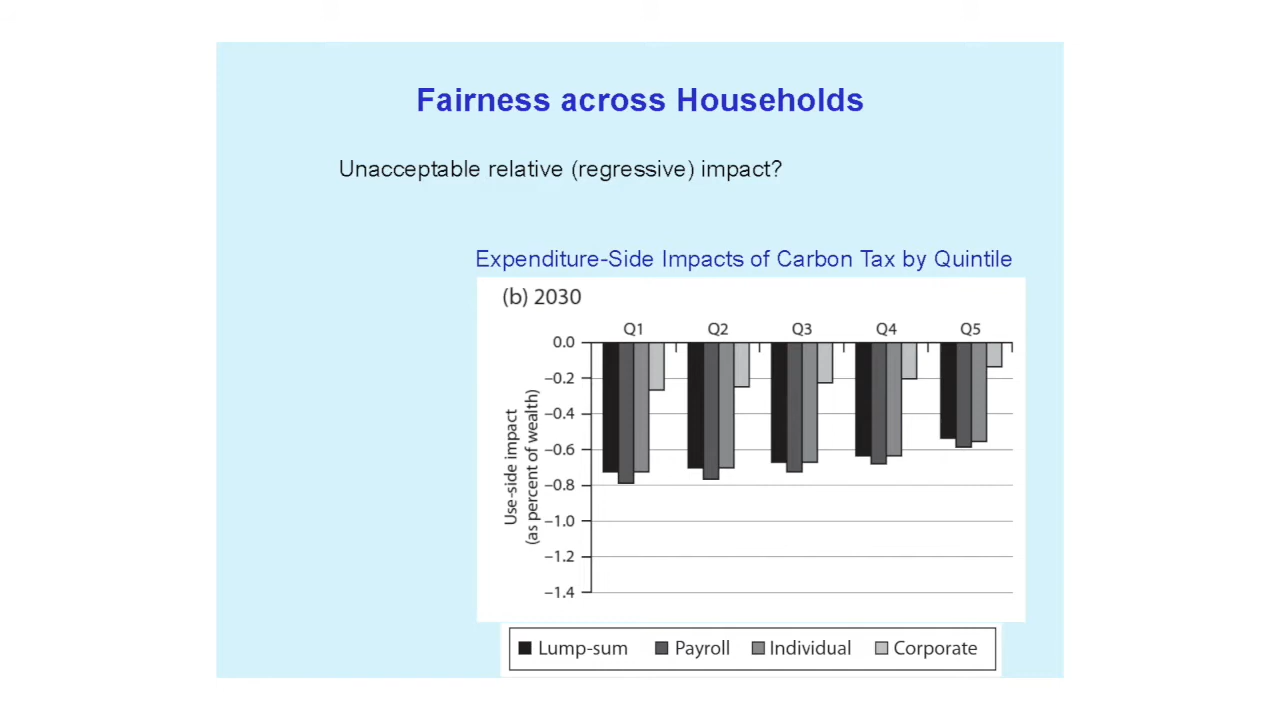 Fairness across Households
Unacceptable relative (regressive) impact?
Expenditure-Side Impacts of Carbon Tax by Quintile
(b) 2030
Q1 Q2 Q3 Q4 Q5
0.0
−0.2
−0.4
−0.6
−0.8
−1.0
−1.2
−1.4
Use-side impact
(as percent of wealth)
Lump-sum Payroll Individual Corporate